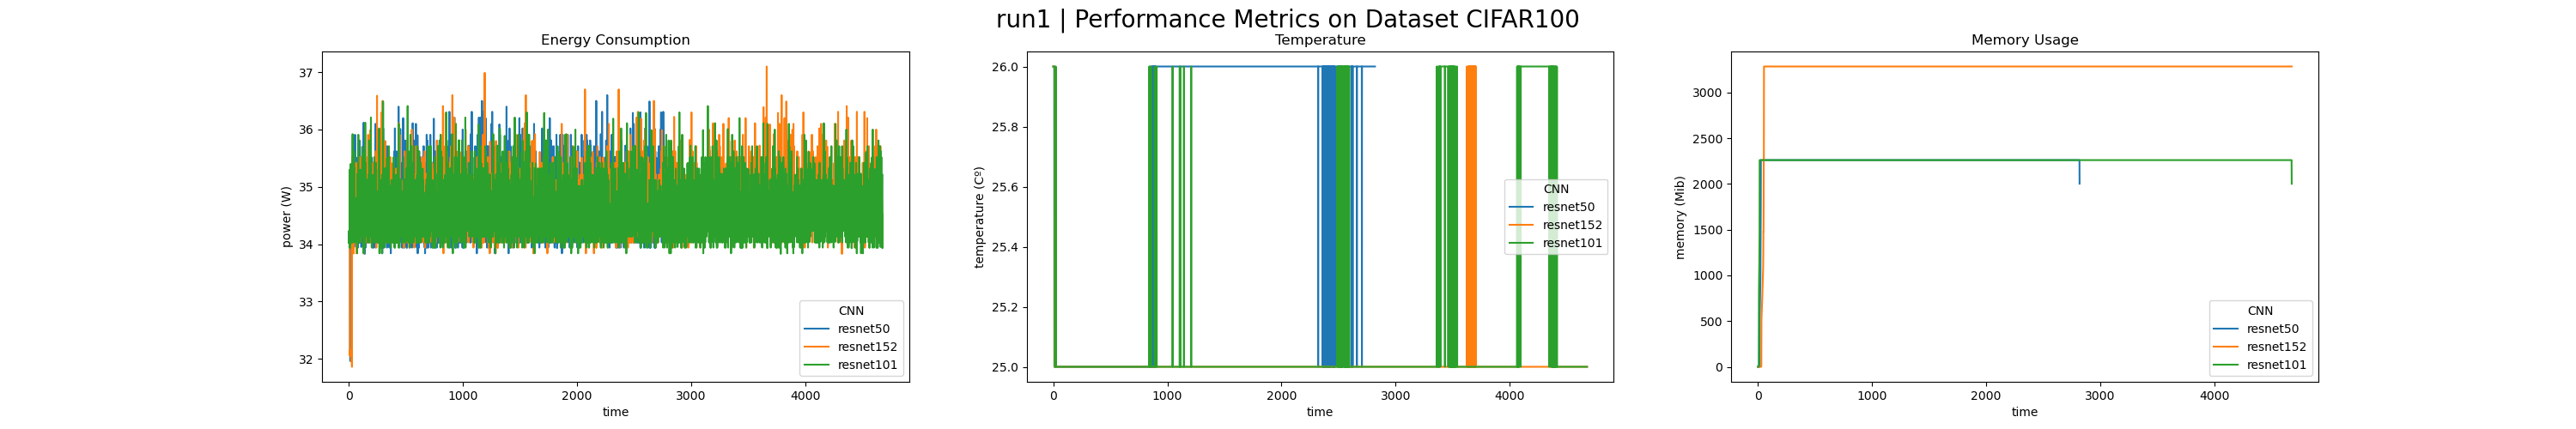 run1 | Performance Metrics on Dataset CIFAR100
Energy Consumption
37
36
35
34
33
32
power (W)
0 1000 2000 3000 4000
time
CNN
resnet50
resnet152
resnet101
Temperature
26.0
25.8
25.6
25.4
25.2
25.0
temperature (Cº)
0 1000 2000 3000 4000
time
CNN
resnet50
resnet152
resnet101
Memory Usage
3000
2500
2000
1500
1000
500
0
memory (Mib)
0 1000 2000 3000 4000
time
CNN
resnet50
resnet152
resnet101